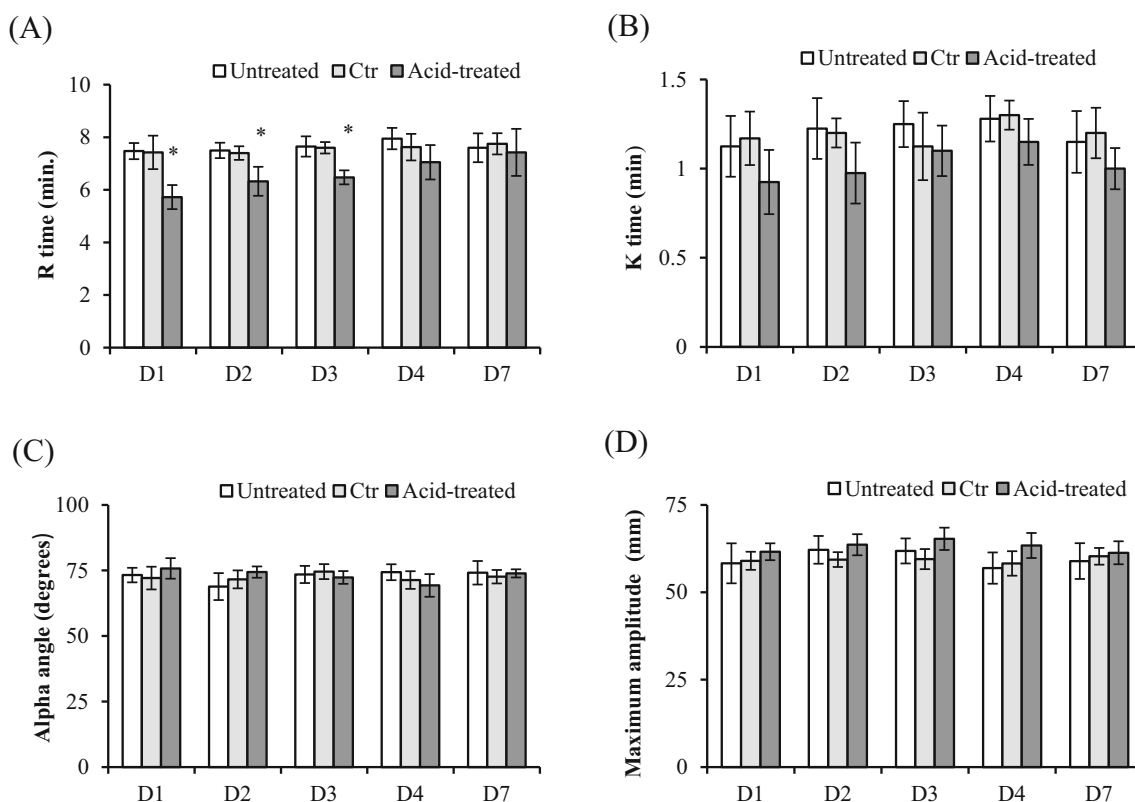 (A)
Untreated Ctr Acid-treated
R time (min.)
10
8
6
4
2
0
* * *
D1 D2 D3 D4 D7
(B)
Untreated Ctr Acid-treated
K time (min)
1.5
1
0.5
0
D1 D2 D3 D4 D7
(C)
Untreated Ctr Acid-treated
Alpha angle (degrees)
100
75
50
25
0
D1 D2 D3 D4 D7
(D)
Untreated Ctr Acid-treated
Maximum amplitude (mm)
75
50
25
0
D1 D2 D3 D4 D7